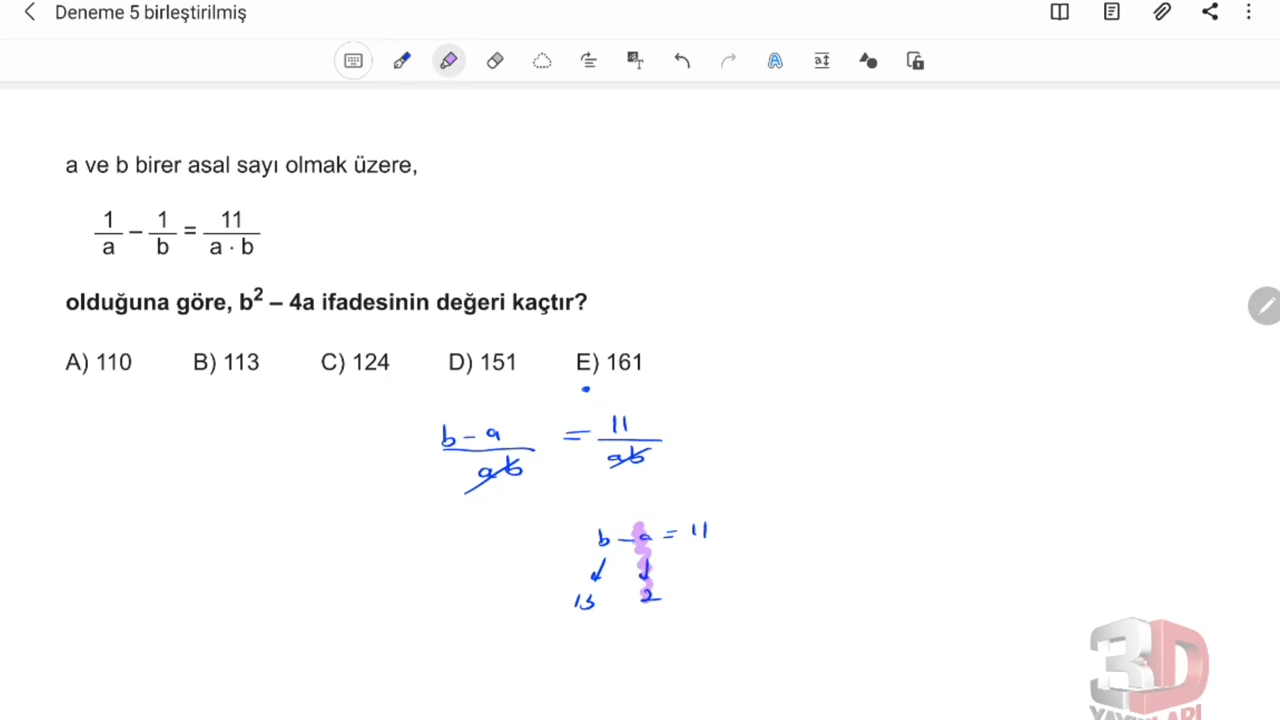 Deneme 5 birleştirilmiş
a ve b birer asal sayı olmak üzere,
1/a – 1/b = 11/(a · b)
olduğuna göre, b² – 4a ifadesinin değeri kaçtır?
A) 110 B) 113 C) 124 D) 151 E) 161
(b – a)/(ab) = 11/(ab)
b – a = 11
13 2
3D
YAYINLARI